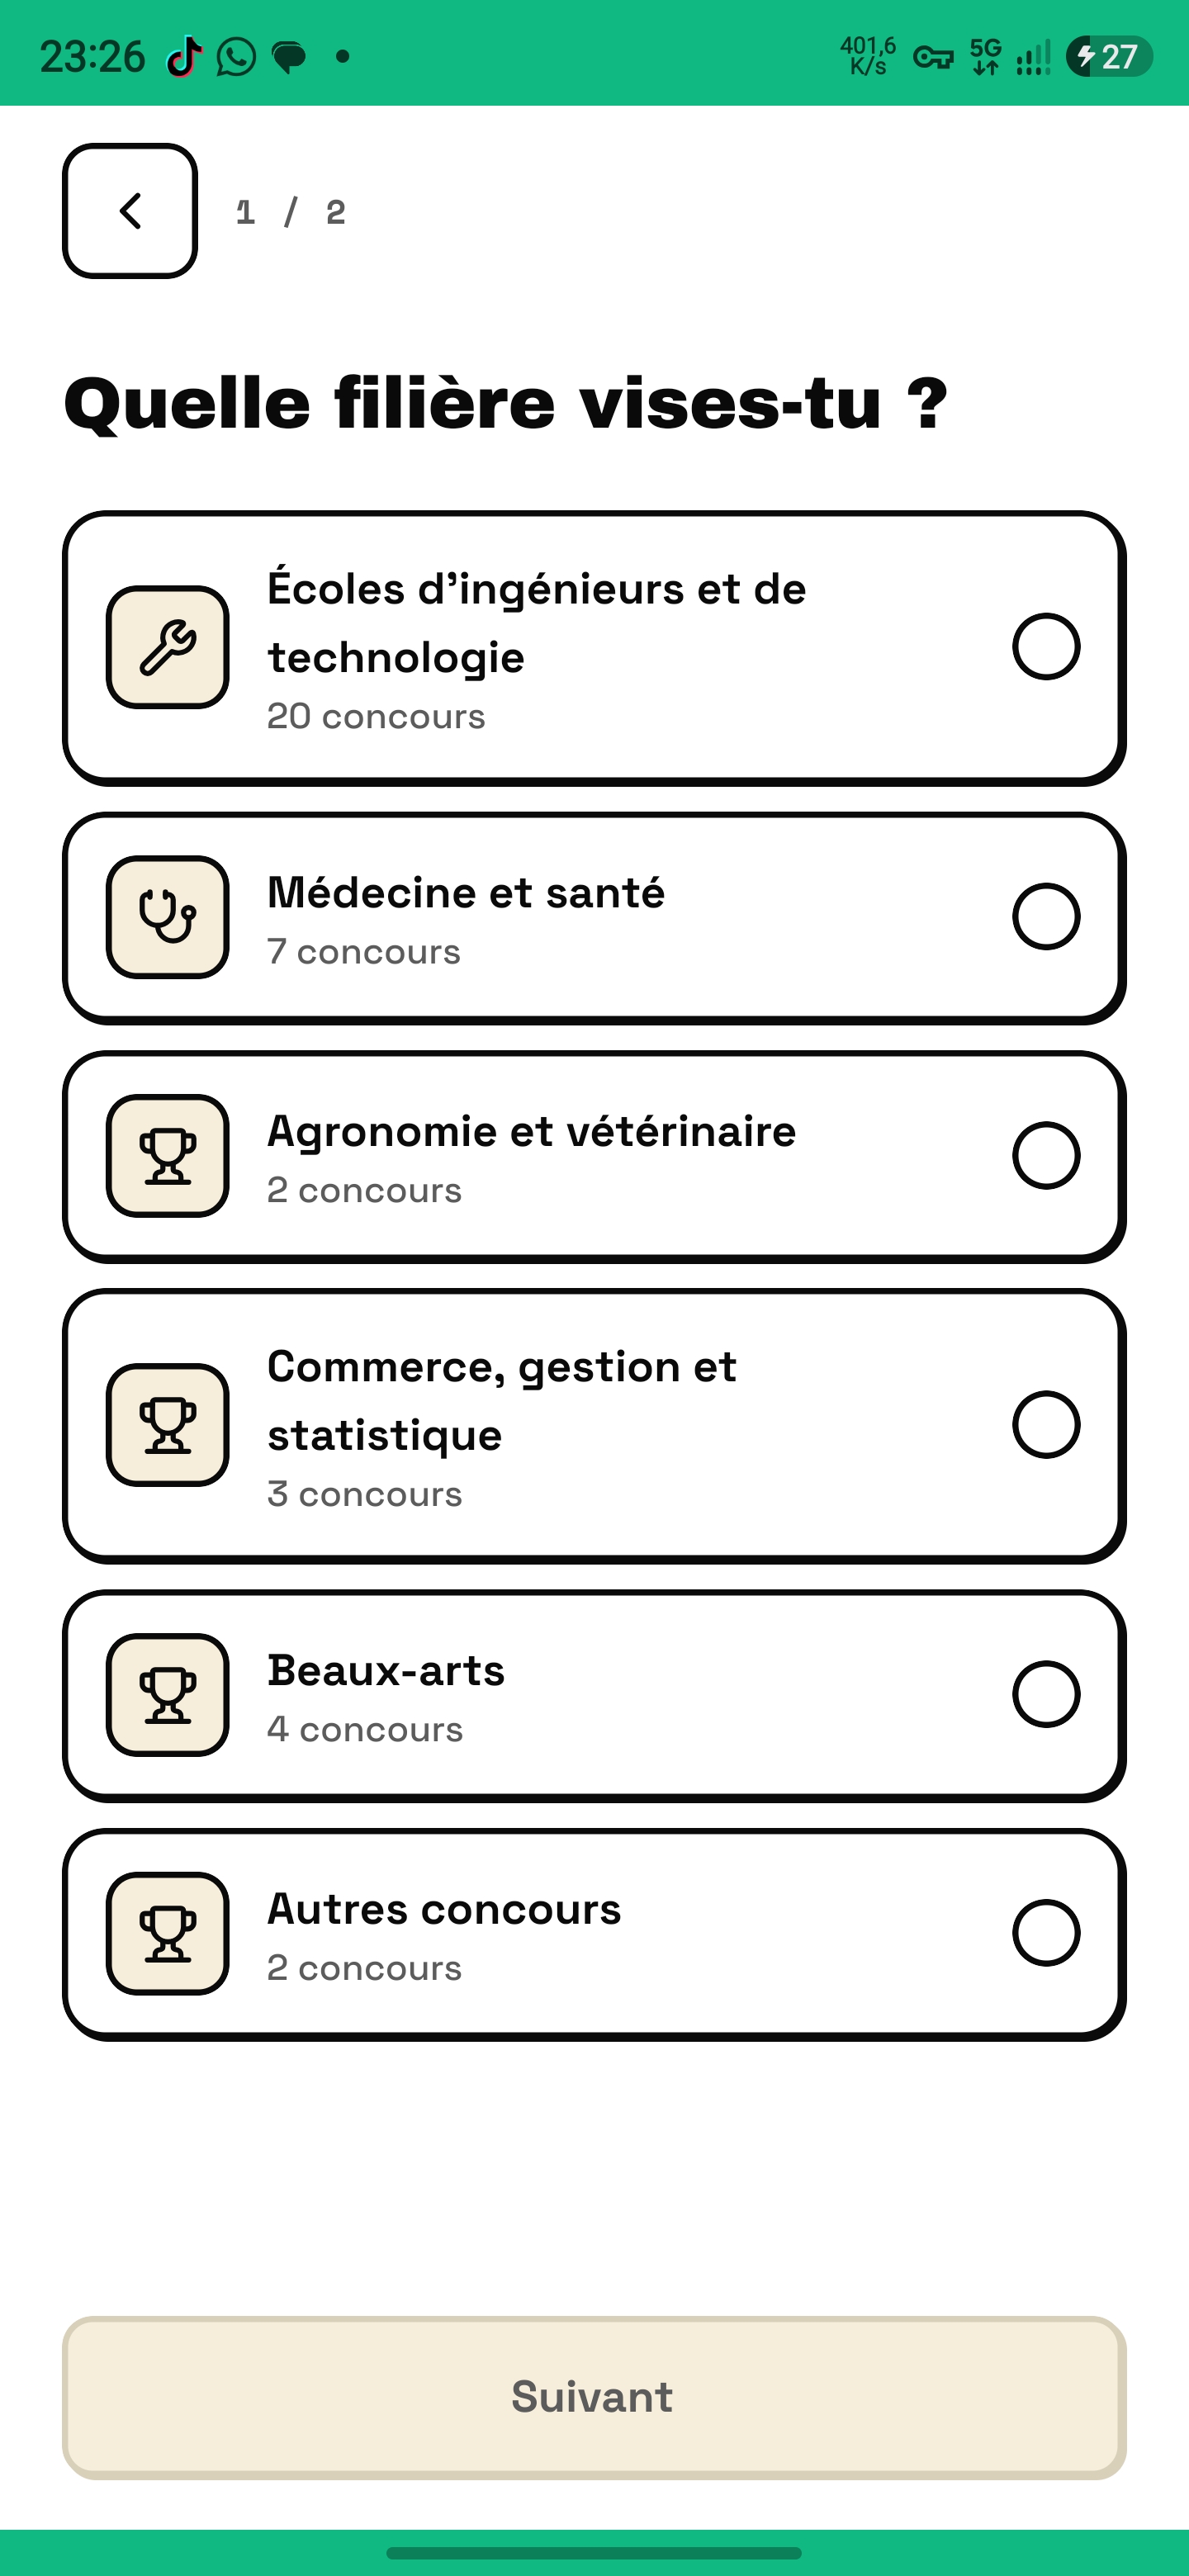 23:26
401,6
K/s
5G
27
1 / 2
Quelle filière vises-tu ?
Écoles d’ingénieurs et de
technologie
20 concours
Médecine et santé
7 concours
Agronomie et vétérinaire
2 concours
Commerce, gestion et
statistique
3 concours
Beaux-arts
4 concours
Autres concours
2 concours
Suivant